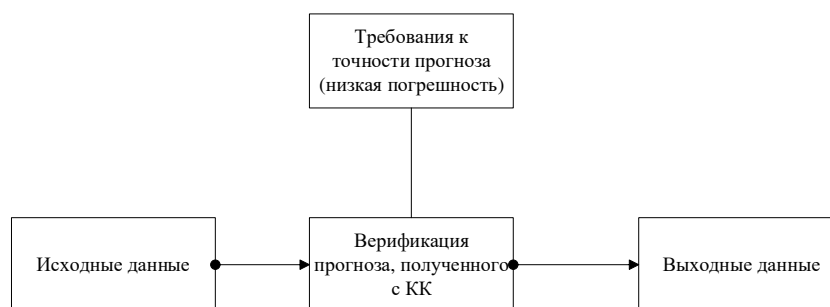 Требования к
точности прогноза
(низкая погрешность)
Исходные данные
Верификация
прогноза, полученного
с КК
Выходные данные